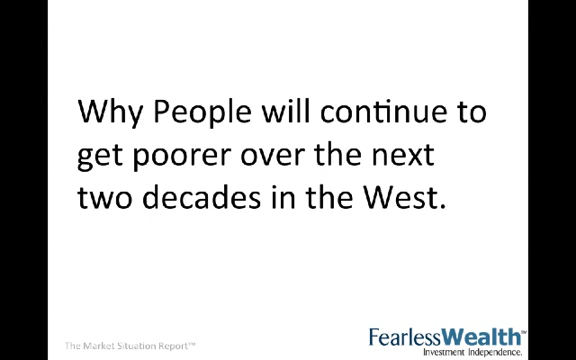 Why People will continue to
get poorer over the next
two decades in the West.
The Market Situation Report™
FearlessWealth™
Investment Independence.